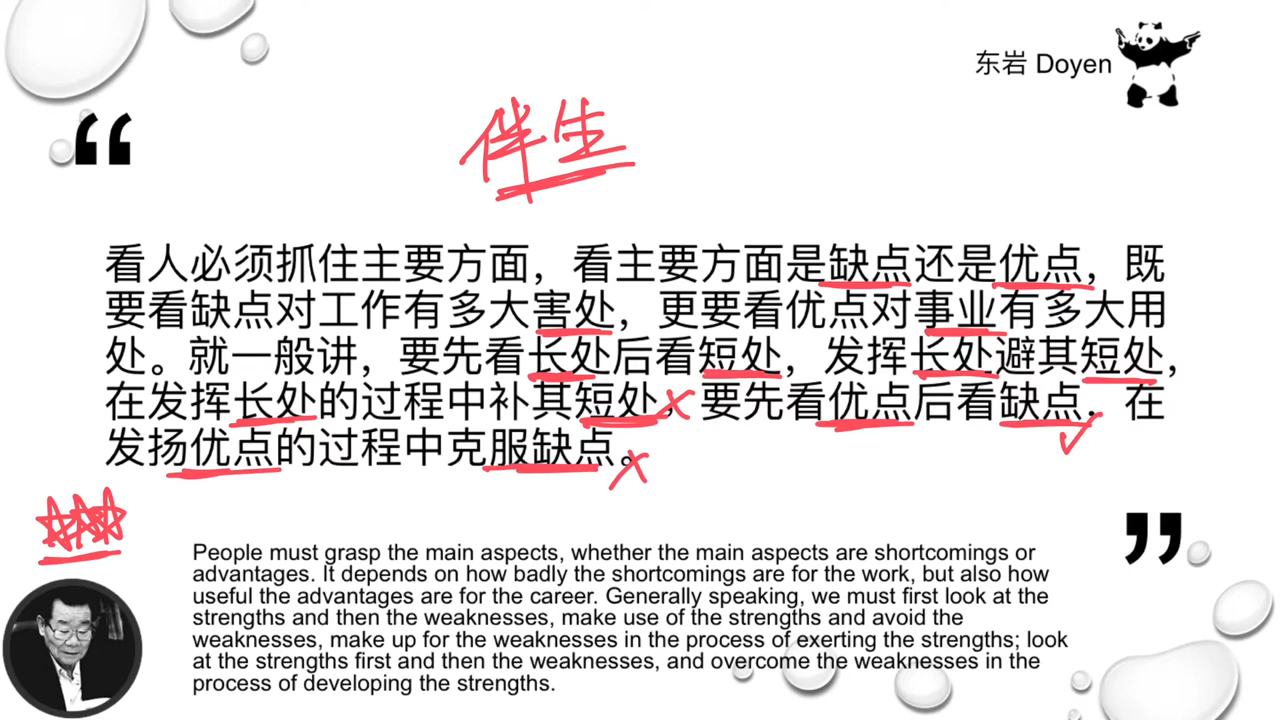 东岩 Doyen
“
伴生
看人必须抓住主要方面，看主要方面是缺点还是优点，既
要看缺点对工作有多大害处，更要看优点对事业有多大用
处。就一般讲，要先看长处后看短处，发挥长处避其短处，
在发挥长处的过程中补其短处，要先看优点后看缺点．在
发扬优点的过程中克服缺点。
”
People must grasp the main aspects, whether the main aspects are shortcomings or
advantages. It depends on how badly the shortcomings are for the work, but also how
useful the advantages are for the career. Generally speaking, we must first look at the
strengths and then the weaknesses, make use of the strengths and avoid the
weaknesses, make up for the weaknesses in the process of exerting the strengths; look
at the strengths first and then the weaknesses, and overcome the weaknesses in the
process of developing the strengths.